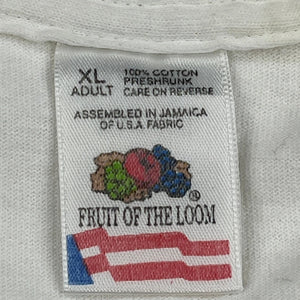 XL
ADULT
100% COTTON
PRESHRUNK
CARE ON REVERSE
ASSEMBLED IN JAMAICA
OF U.S.A. FABRIC
®
FRUIT OF THE LOOM